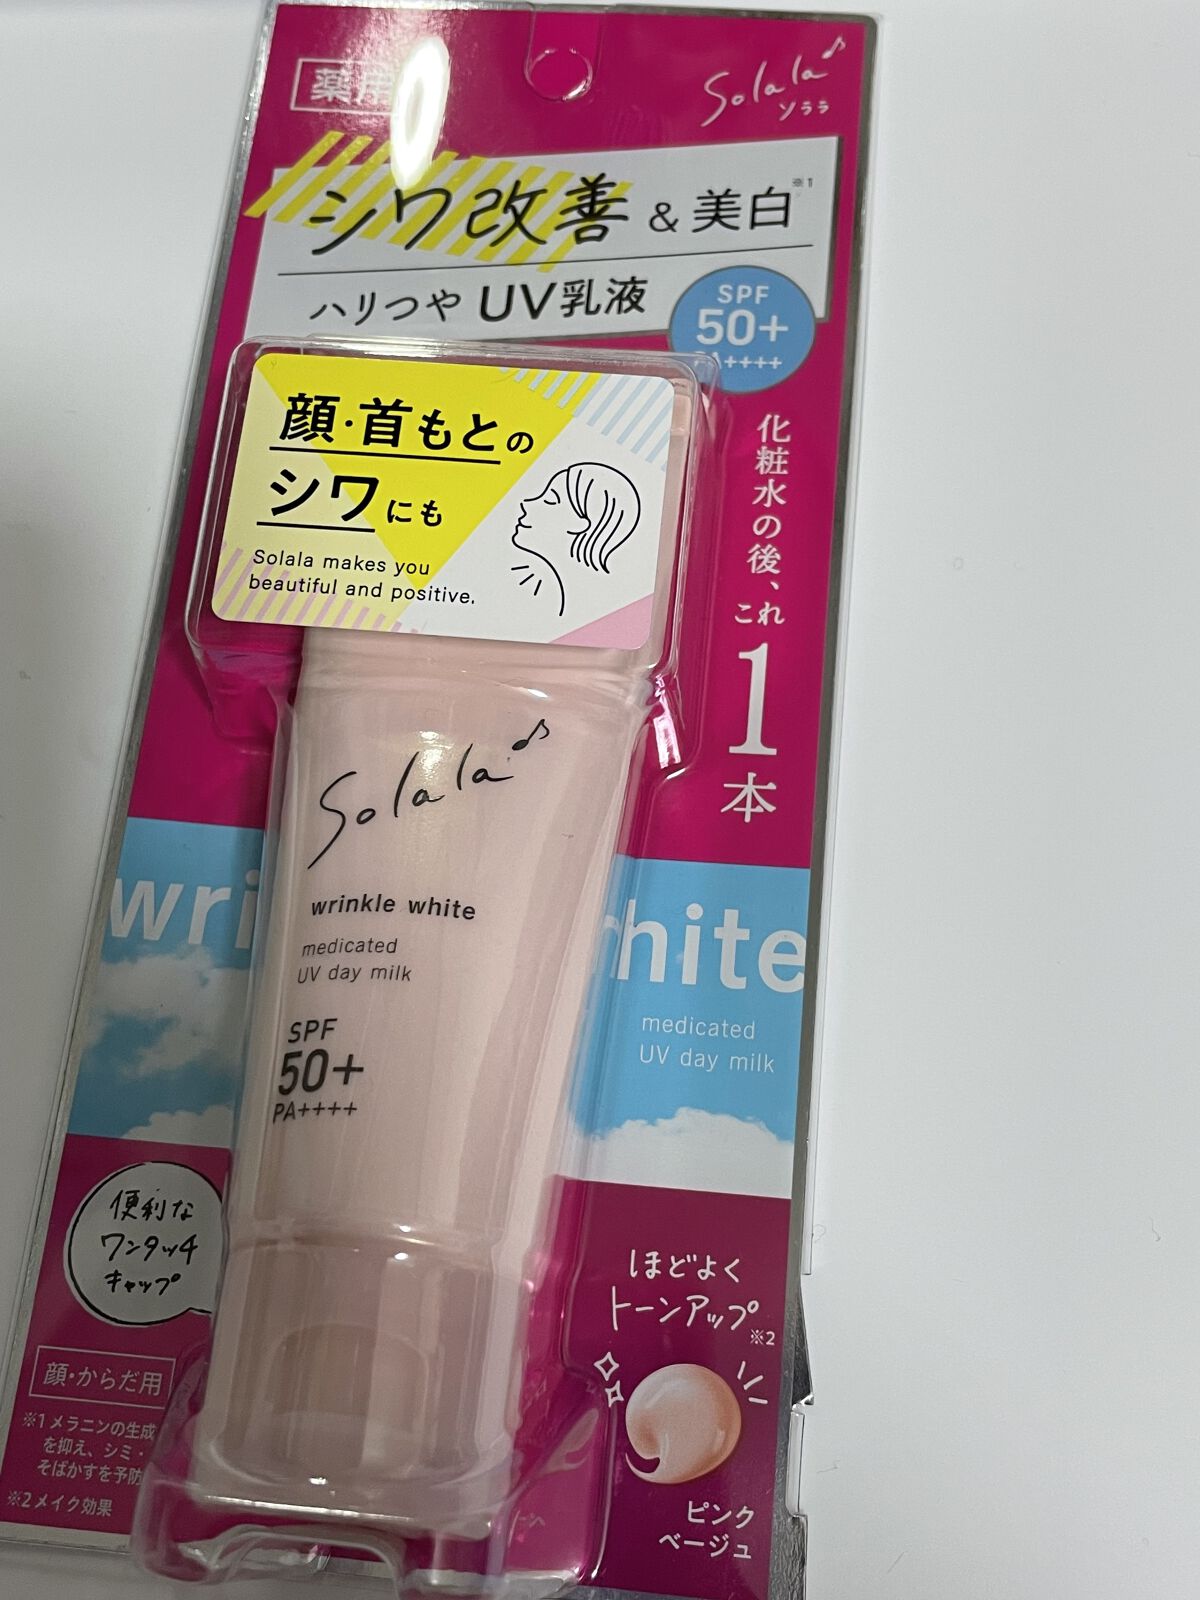 薬用
Solala
ソララ
シワ改善&美白※1
ハリつや UV乳液
SPF
50+
PA++++
顔・首もとの
シワにも
Solala makes you
beautiful and positive.
化粧水の後、これ
1
本
Solala
wrinkle white
medicated
UV day milk
SPF
50+
PA++++
wri
hite
medicated
UV day milk
便利な
ワンタッチ
キャップ
ほどよく
トーンアップ※2
顔・からだ用
※1メラニンの生成
を抑え、シミ・
そばかすを予防
※2メイク効果
ピンク
ベージュ